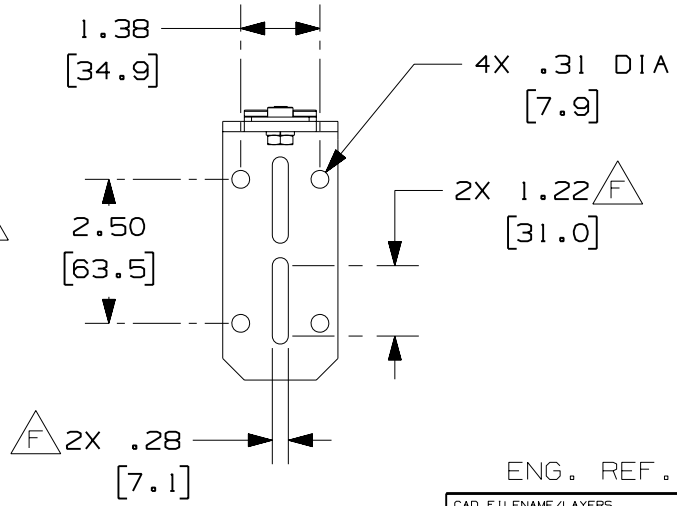 1.38
[34.9]
4X .31 DIA
[7.9]
2X 1.22 F
[31.0]
2.50
[63.5]
F 2X .28
[7.1]
ENG. REF.
CAD FILENAME/LAYERS